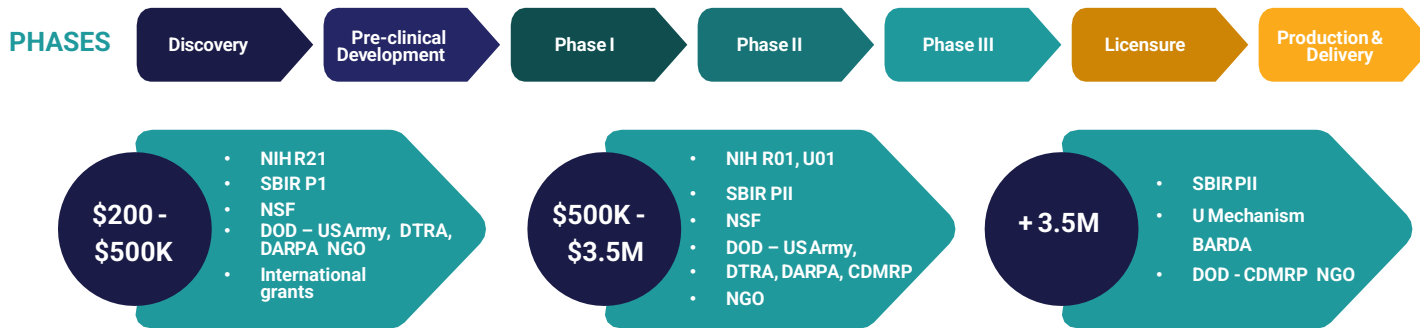 PHASES
Discovery
Pre-clinical
Development
Phase I
Phase II
Phase III
Licensure
Production &
Delivery
$200 -
$500K
• NIH R21
• SBIR P1
• NSF
• DOD – US Army, DTRA,
DARPA NGO
• International
grants
$500K -
$3.5M
• NIH R01, U01
• SBIR PII
• NSF
• DOD – US Army,
• DTRA, DARPA, CDMRP
• NGO
+ 3.5M
• SBIR PII
• U Mechanism
BARDA
• DOD - CDMRP NGO